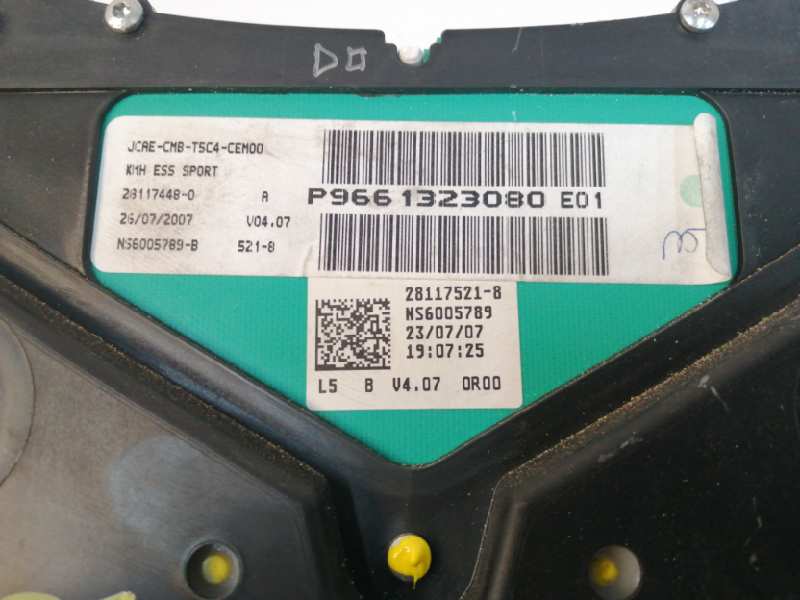 JCAE-CMB-T5C4-CEM00
KMH ESS SPORT
28117448-0 A
26/07/2007 V04.07
NS6005789-B 521-8
P9661323080 E01
28117521-8
NS6005789
23/07/07
19:07:25
L5 B V4.07 DR00